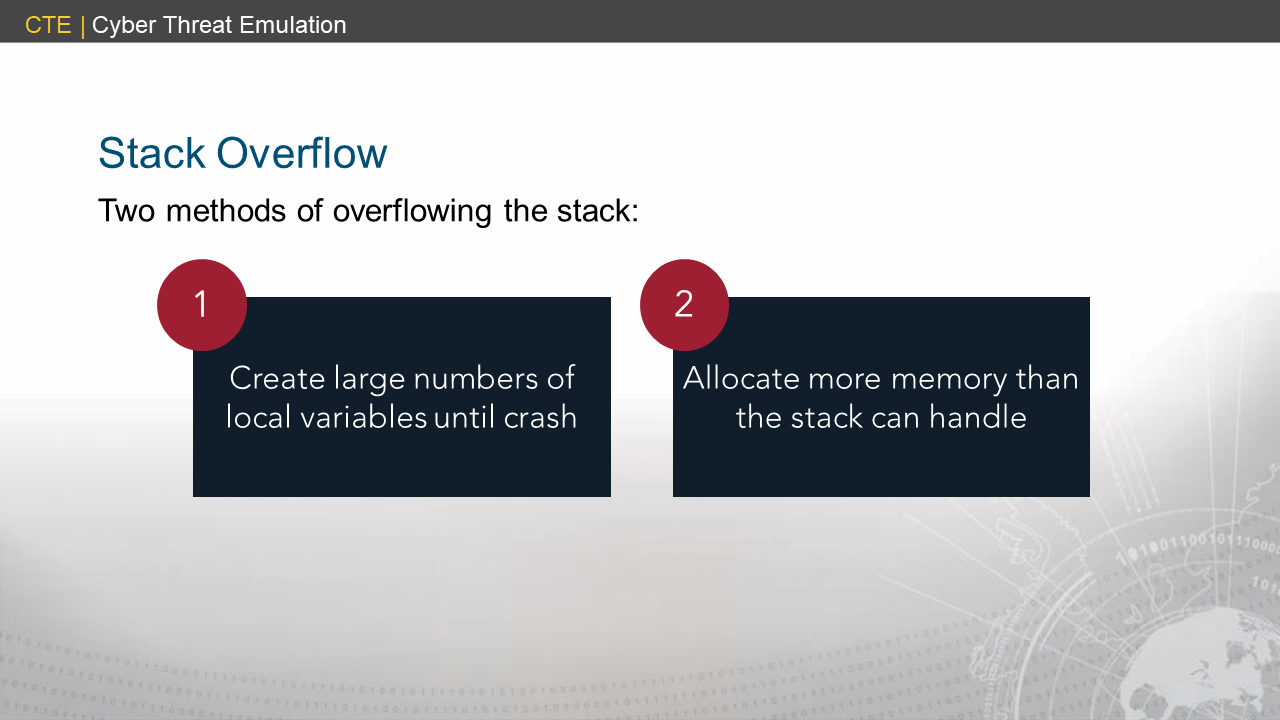 CTE | Cyber Threat Emulation
Stack Overflow
Two methods of overflowing the stack:
1
Create large numbers of
local variables until crash
2
Allocate more memory than
the stack can handle